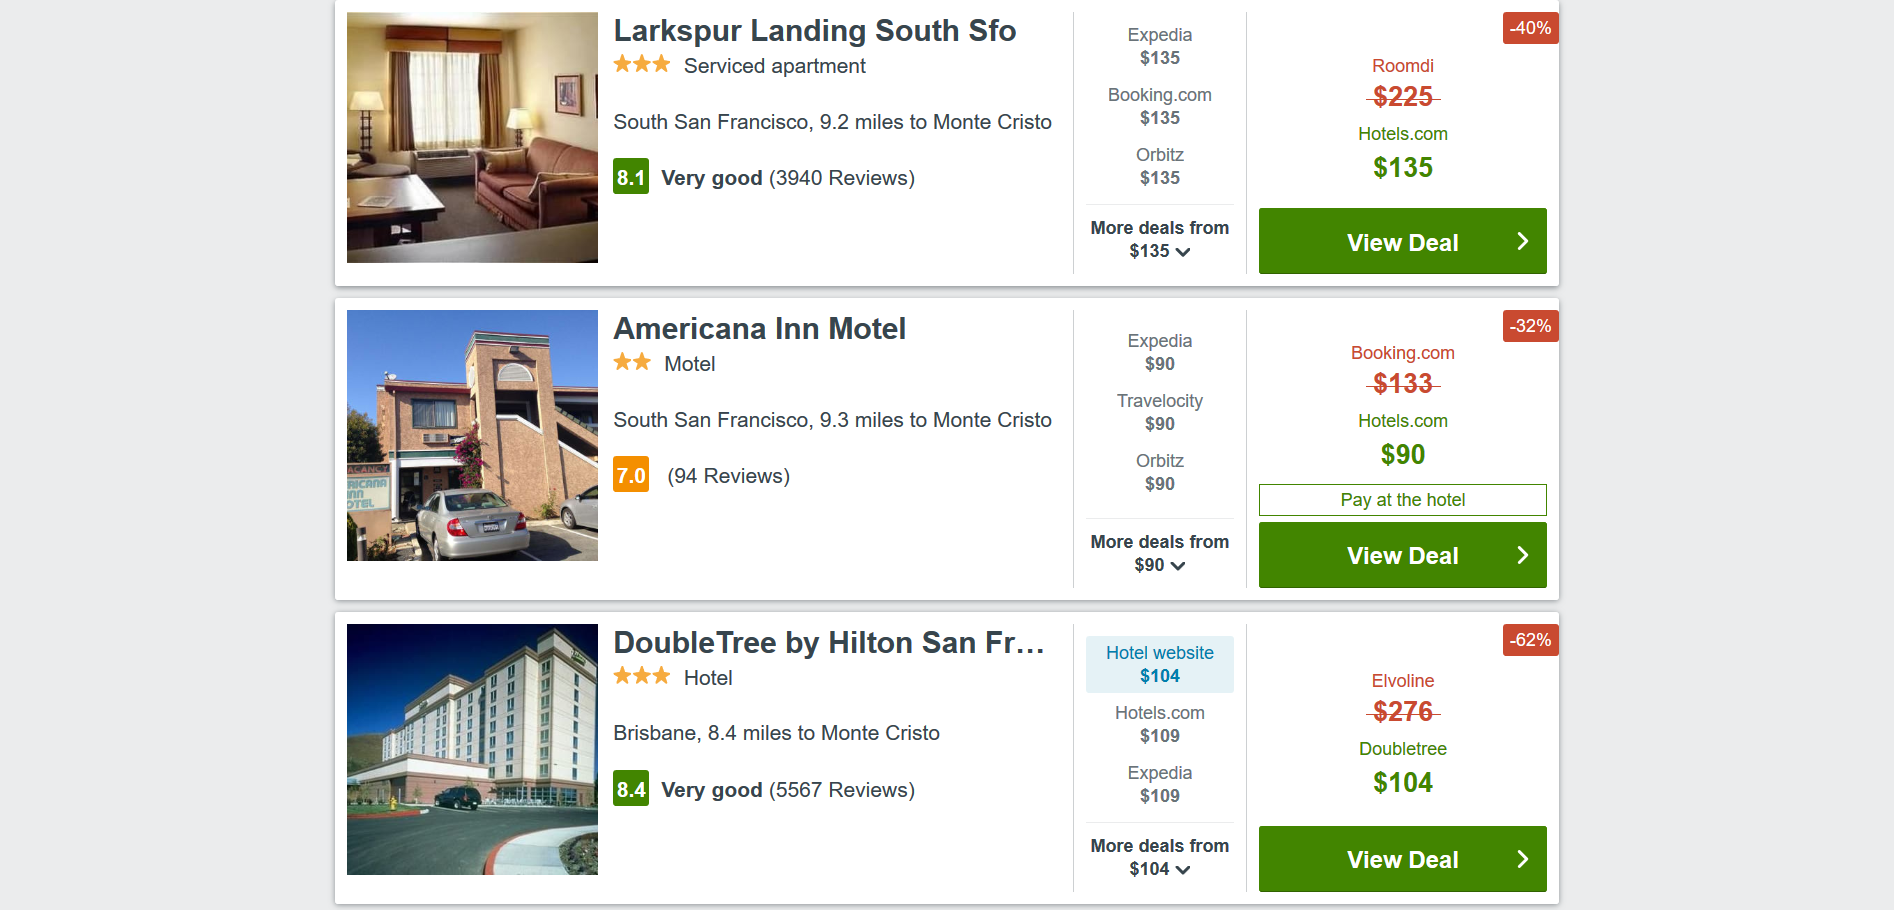 Larkspur Landing South Sfo
Serviced apartment
South San Francisco, 9.2 miles to Monte Cristo
8.1 Very good (3940 Reviews)
Expedia
$135
Booking.com
$135
Orbitz
$135
More deals from
$135
-40%
Roomdi
$225
Hotels.com
$135
View Deal
VACANCY
INN
Americana Inn Motel
Motel
South San Francisco, 9.3 miles to Monte Cristo
7.0 (94 Reviews)
Expedia
$90
Travelocity
$90
Orbitz
$90
More deals from
$90
-32%
Booking.com
$133
Hotels.com
$90
Pay at the hotel
View Deal
DoubleTree by Hilton San Fr...
Hotel
Brisbane, 8.4 miles to Monte Cristo
8.4 Very good (5567 Reviews)
Hotel website
$104
Hotels.com
$109
Expedia
$109
More deals from
$104
-62%
Elvoline
$276
Doubletree
$104
View Deal